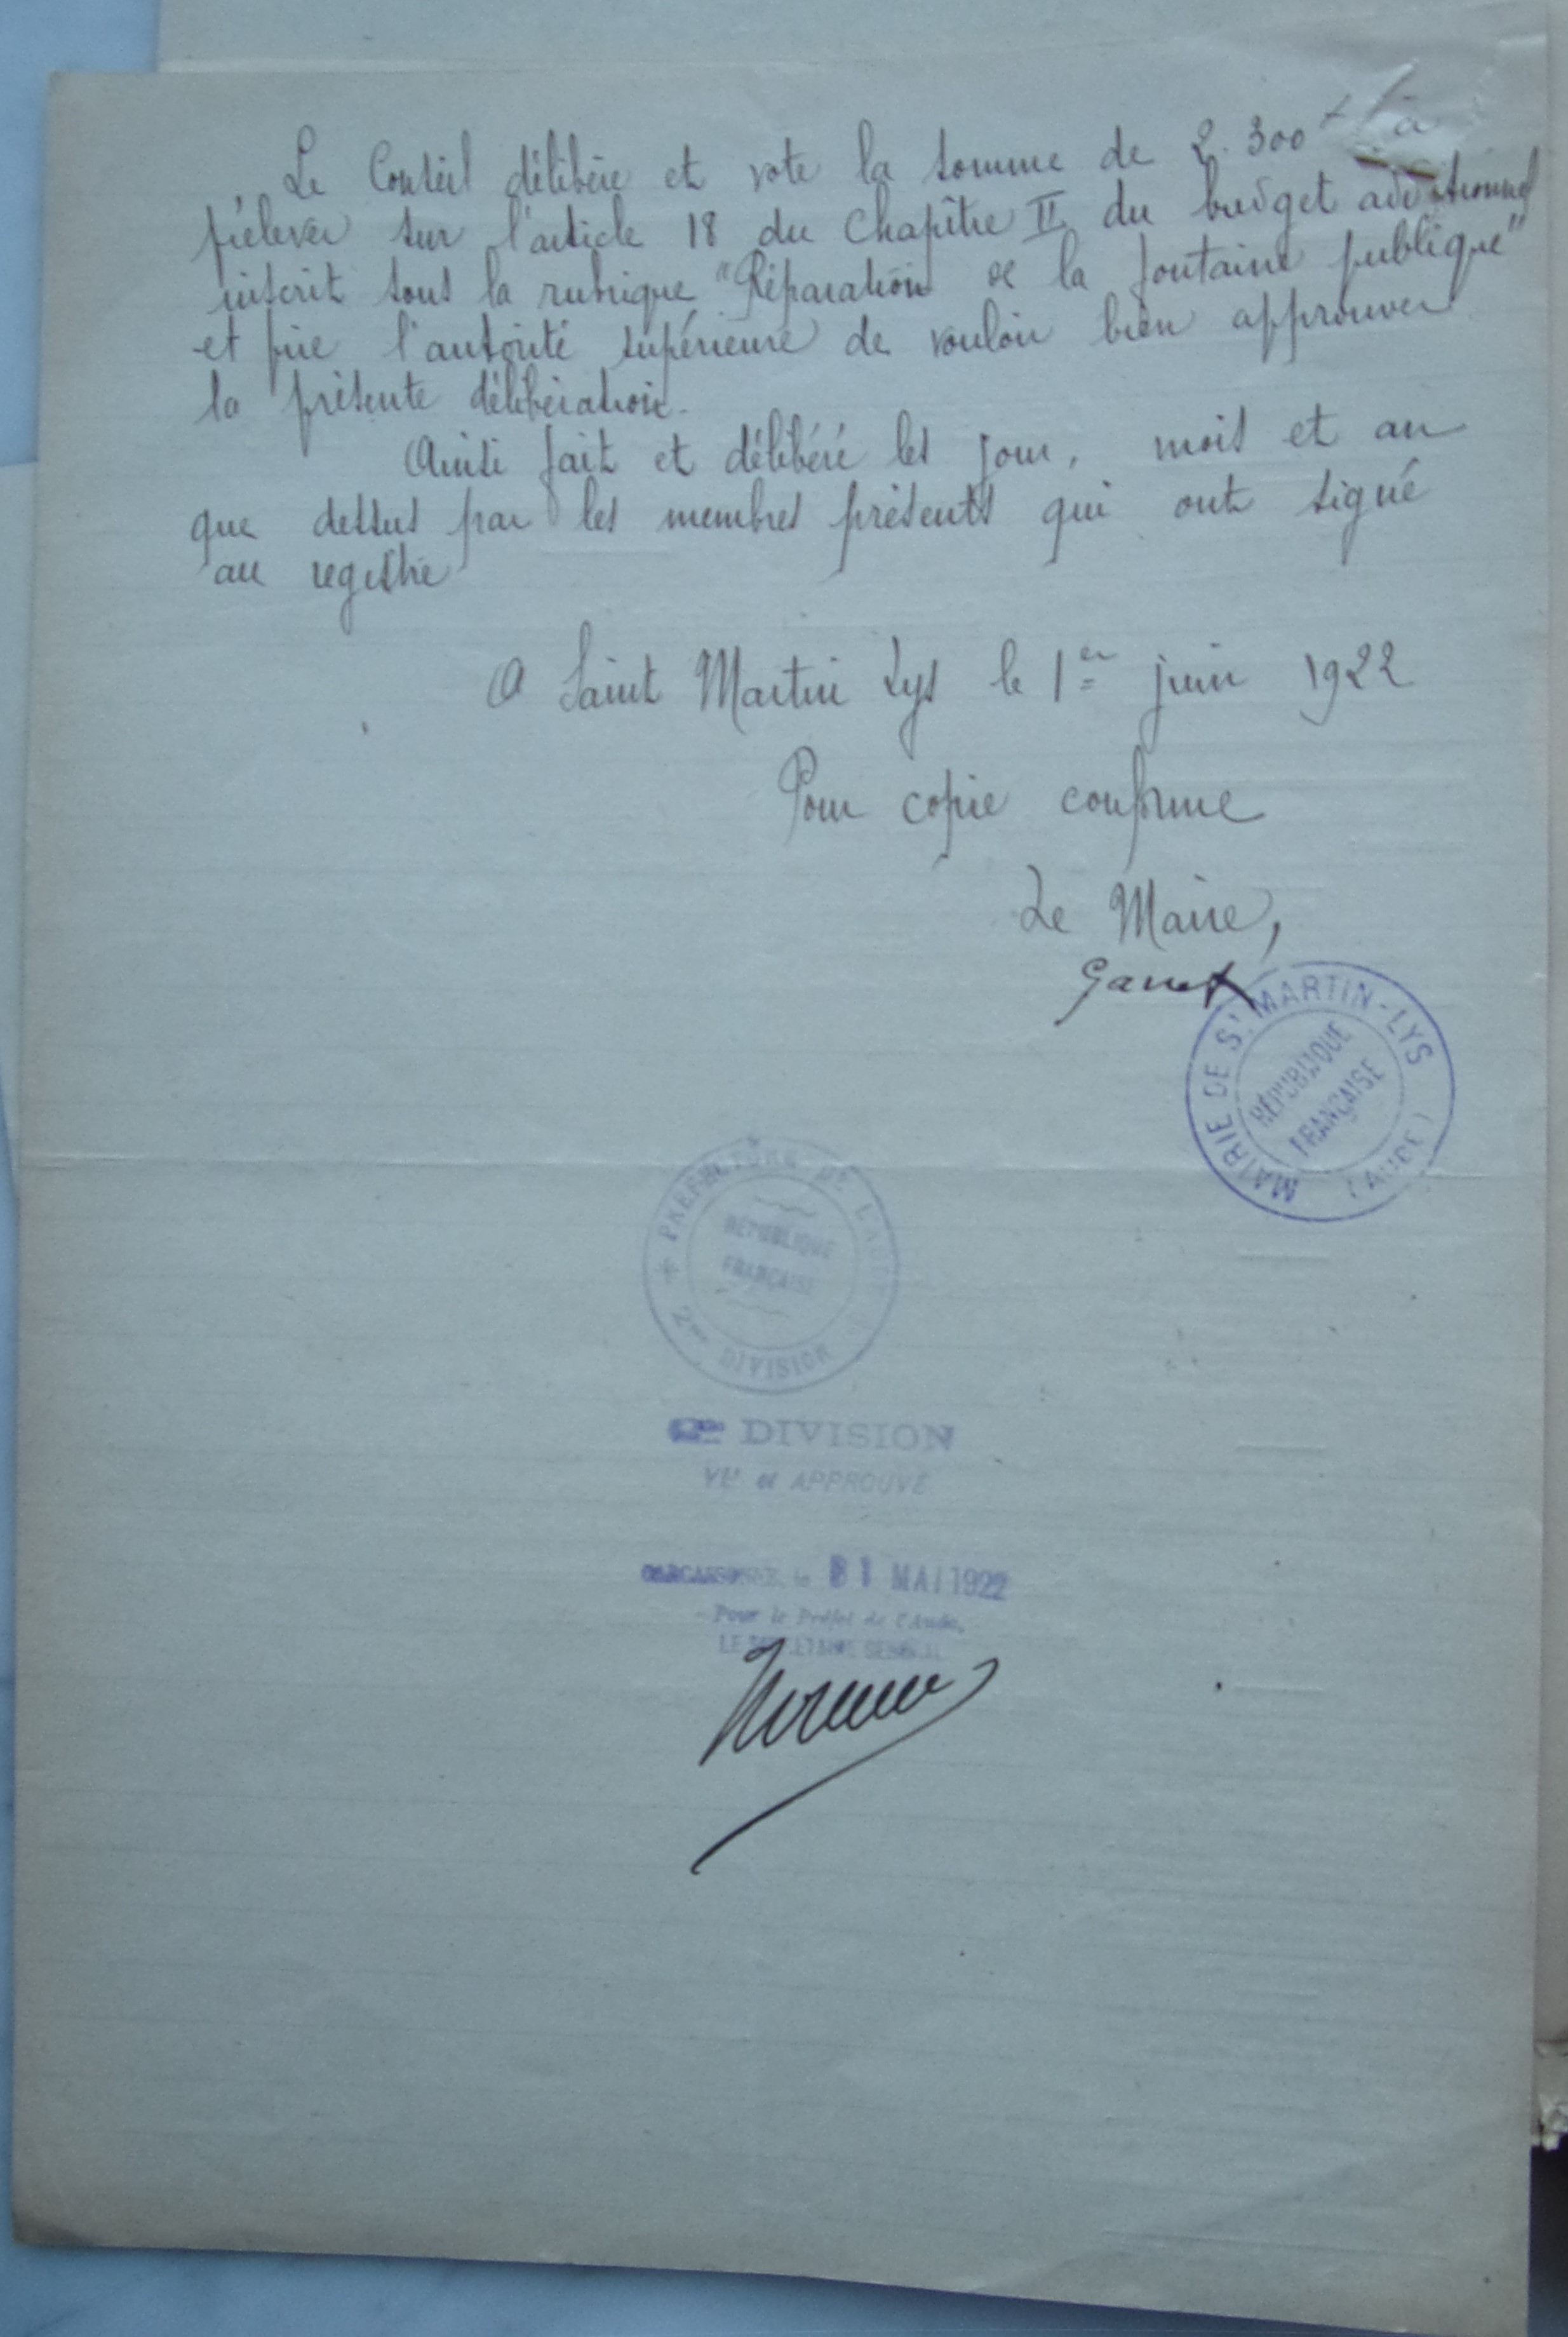 Le Conseil délibère et vote la somme de 2.300 f à
prélever sur l'article 18 du Chapitre II du budget additionnel
inscrit sous la rubrique "Réparation de la fontaine publique"
et prie l'autorité supérieure de vouloir bien approuver
la présente délibération.
Ainsi fait et délibéré les jour, mois et an
que dessus par les membres présents qui ont signé
au registre
A Saint Martin Lys le 1er juin 1922
Pour copie conforme
Le Maire,
MAIRIE DE St MARTIN-LYS
(AUDE)
RÉPUBLIQUE
FRANÇAISE
PRÉFECTURE DE L'AUDE
2me DIVISION
RÉPUBLIQUE
FRANÇAISE
2me DIVISION
VU et APPROUVÉ
CARCASSONNE, le 31 MAI 1922
Pour le Préfet de l'Aude,
LE SECRÉTAIRE GÉNÉRAL